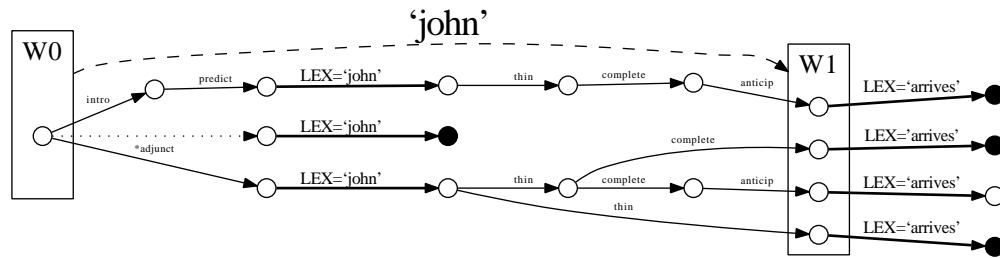 ‘john’
W0
W1
predict
LEX=‘john’
thin
complete
anticip
LEX=‘arrives’
intro
LEX=‘john’
complete
LEX=‘arrives’
*adjunct
LEX=‘john’
thin
complete
anticip
LEX=‘arrives’
thin
LEX=‘arrives’